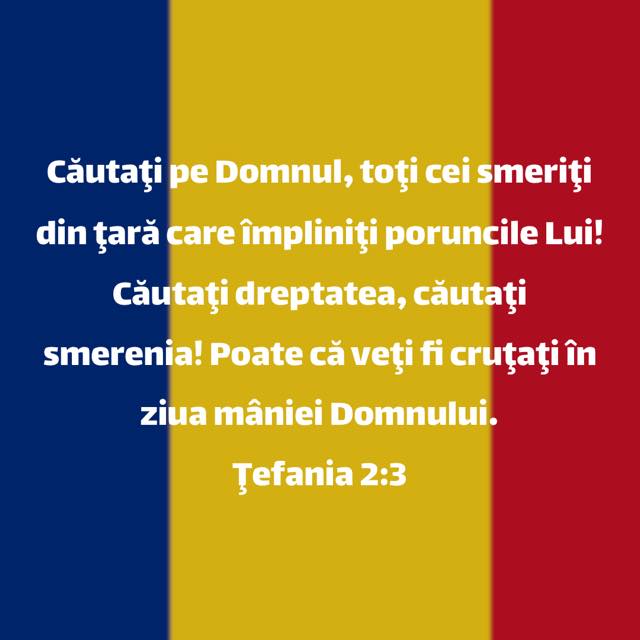 Căutaţi pe Domnul, toţi cei smeriţi
din ţară care împliniţi poruncile Lui!
Căutaţi dreptatea, căutaţi
smerenia! Poate că veţi fi cruţaţi în
ziua mâniei Domnului.
Ţefania 2:3